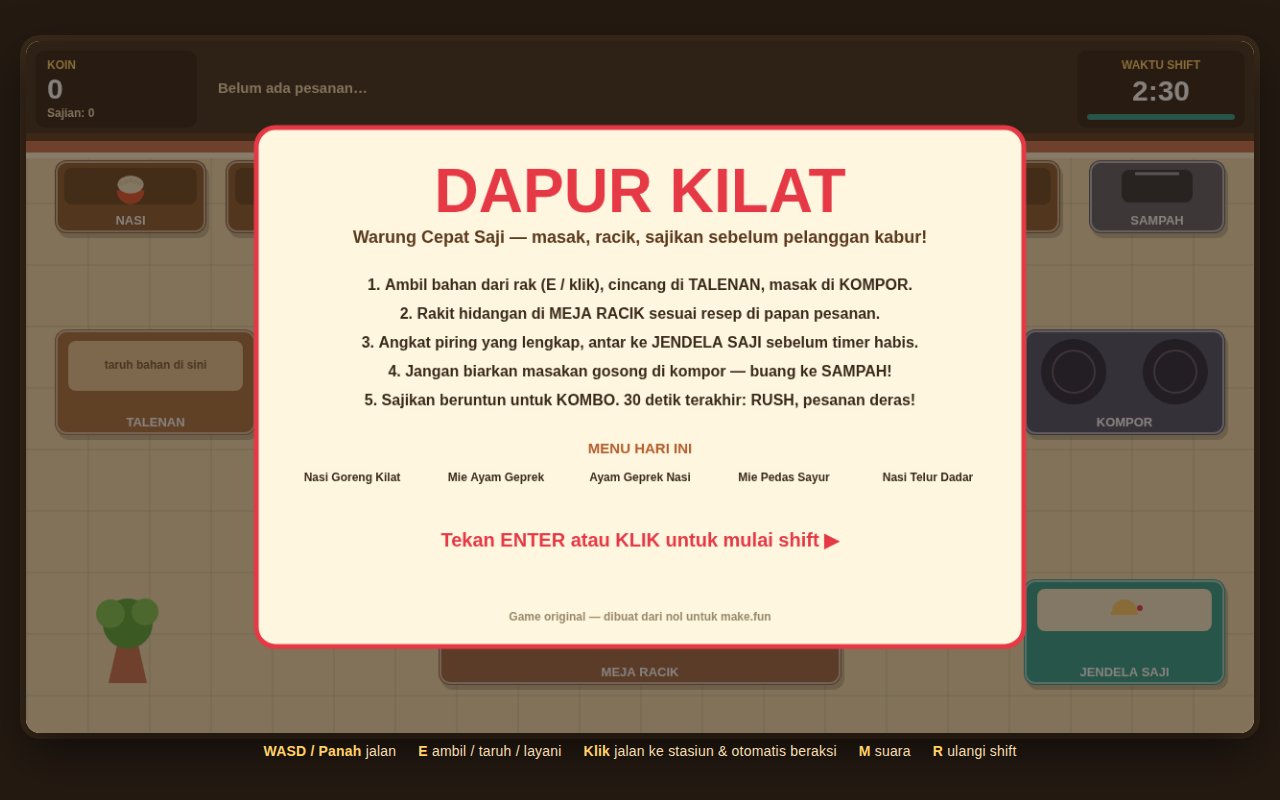 KOIN
0
Sajian: 0
Belum ada pesanan…
WAKTU SHIFT
2:30
NASI
SAMPAH
DAPUR KILAT
Warung Cepat Saji — masak, racik, sajikan sebelum pelanggan kabur!
1. Ambil bahan dari rak (E / klik), cincang di TALENAN, masak di KOMPOR.
2. Rakit hidangan di MEJA RACIK sesuai resep di papan pesanan.
3. Angkat piring yang lengkap, antar ke JENDELA SAJI sebelum timer habis.
4. Jangan biarkan masakan gosong di kompor — buang ke SAMPAH!
5. Sajikan beruntun untuk KOMBO. 30 detik terakhir: RUSH, pesanan deras!
taruh bahan di sini
TALENAN
KOMPOR
MENU HARI INI
Nasi Goreng Kilat Mie Ayam Geprek Ayam Geprek Nasi Mie Pedas Sayur Nasi Telur Dadar
Tekan ENTER atau KLIK untuk mulai shift ▶
Game original — dibuat dari nol untuk make.fun
MEJA RACIK
JENDELA SAJI
WASD / Panah jalan E ambil / taruh / layani Klik jalan ke stasiun & otomatis beraksi M suara R ulangi shift